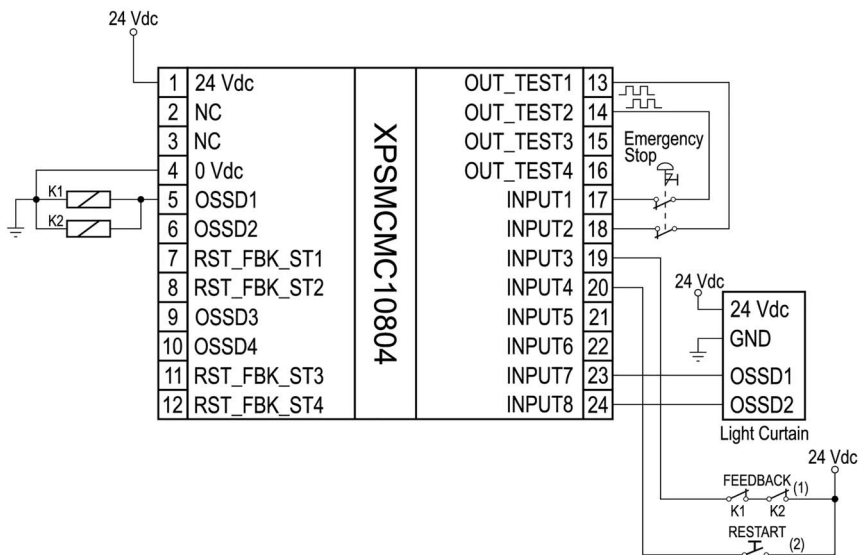 24 Vdc
1 24 Vdc
2 NC
3 NC
4 0 Vdc
5 OSSD1
6 OSSD2
7 RST_FBK_ST1
8 RST_FBK_ST2
9 OSSD3
10 OSSD4
11 RST_FBK_ST3
12 RST_FBK_ST4
K1
K2
XPSMCMC10804
OUT_TEST1 13
OUT_TEST2 14
OUT_TEST3 15
OUT_TEST4 16
INPUT1 17
INPUT2 18
INPUT3 19
INPUT4 20
INPUT5 21
INPUT6 22
INPUT7 23
INPUT8 24
Emergency
Stop
24 Vdc
24 Vdc
GND
OSSD1
OSSD2
Light Curtain
24 Vdc
FEEDBACK (1)
K1 K2
RESTART (2)